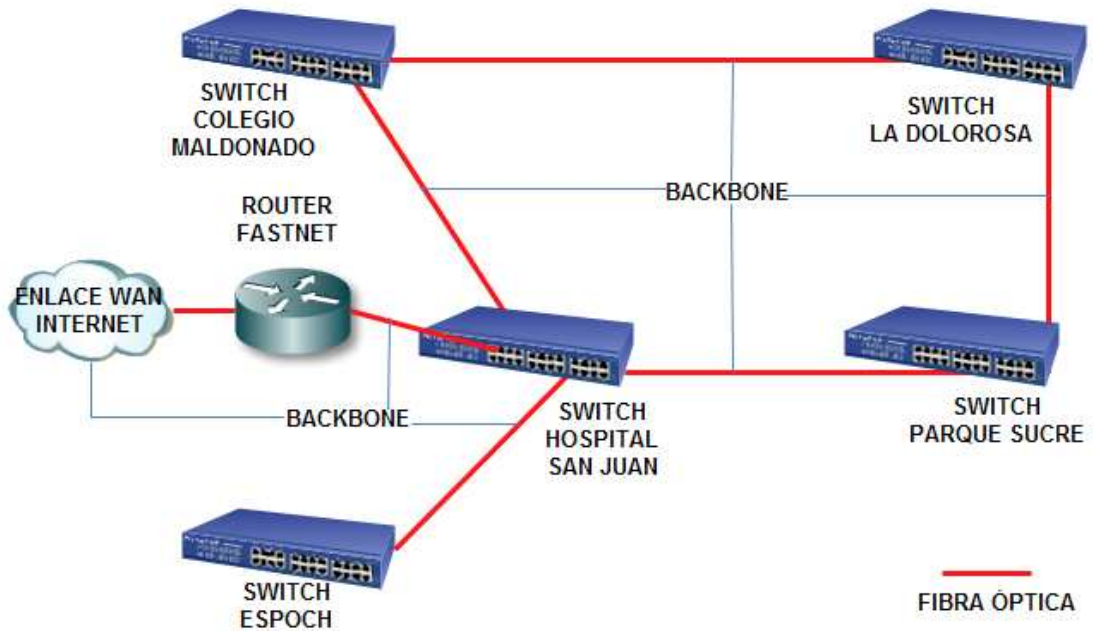 SWITCH
COLEGIO
MALDONADO
SWITCH
LA DOLOROSA
BACKBONE
ROUTER
FASTNET
ENLACE WAN
INTERNET
BACKBONE
SWITCH
HOSPITAL
SAN JUAN
SWITCH
PARQUE SUCRE
SWITCH
ESPOCH
FIBRA ÓPTICA